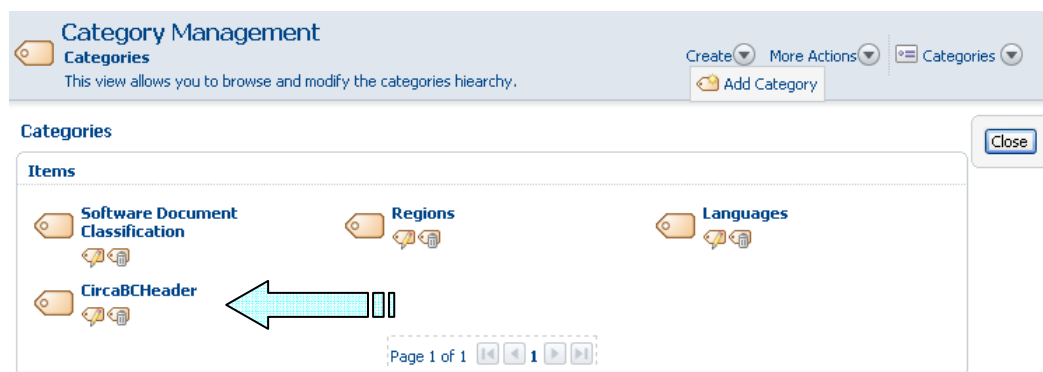 Category Management
Categories
This view allows you to browse and modify the categories hiearchy.
Create More Actions Categories
Add Category
Categories
Close
Items
Software Document
Classification
Regions
Languages
CircaBCHeader
Page 1 of 1 1